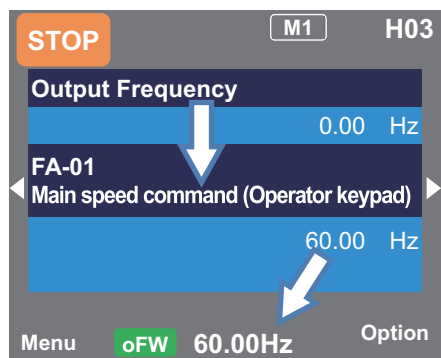 STOP M1 H03
Output Frequency
0.00 Hz
FA-01
Main speed command (Operator keypad)
60.00 Hz
Menu oFW 60.00Hz Option